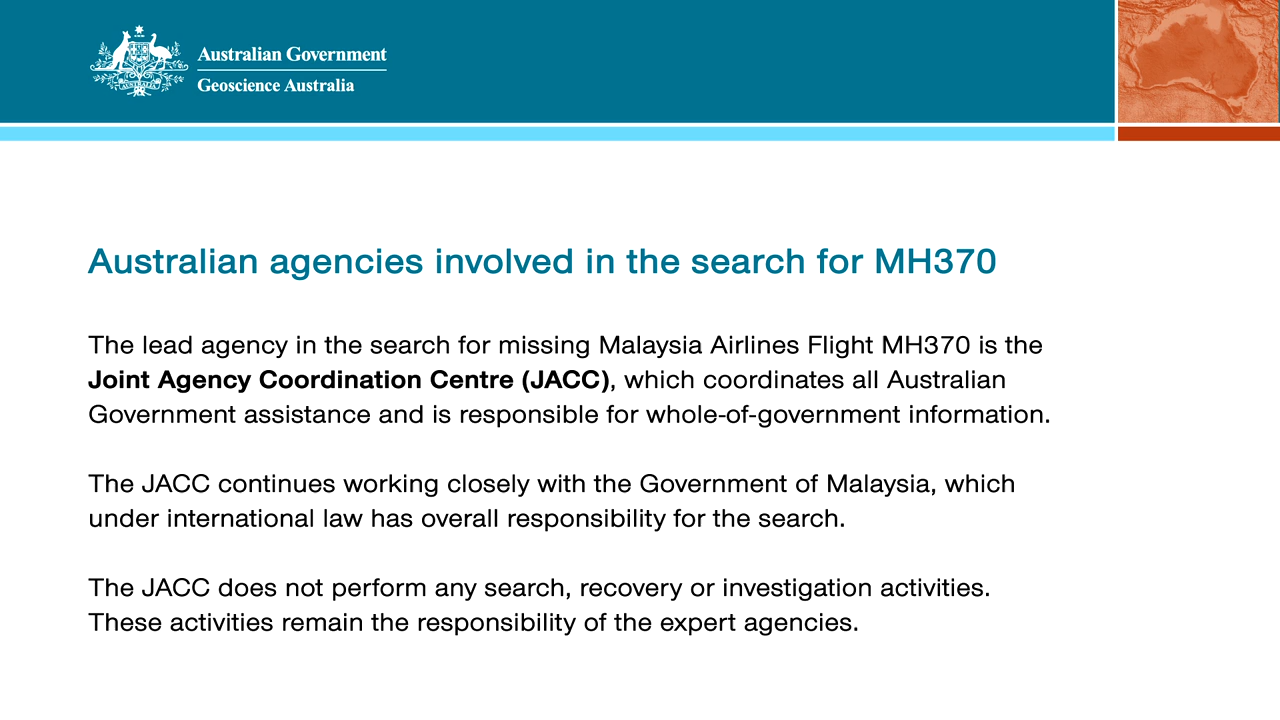 Australian Government
Geoscience Australia
Australian agencies involved in the search for MH370
The lead agency in the search for missing Malaysia Airlines Flight MH370 is the
Joint Agency Coordination Centre (JACC), which coordinates all Australian
Government assistance and is responsible for whole-of-government information.
The JACC continues working closely with the Government of Malaysia, which
under international law has overall responsibility for the search.
The JACC does not perform any search, recovery or investigation activities.
These activities remain the responsibility of the expert agencies.